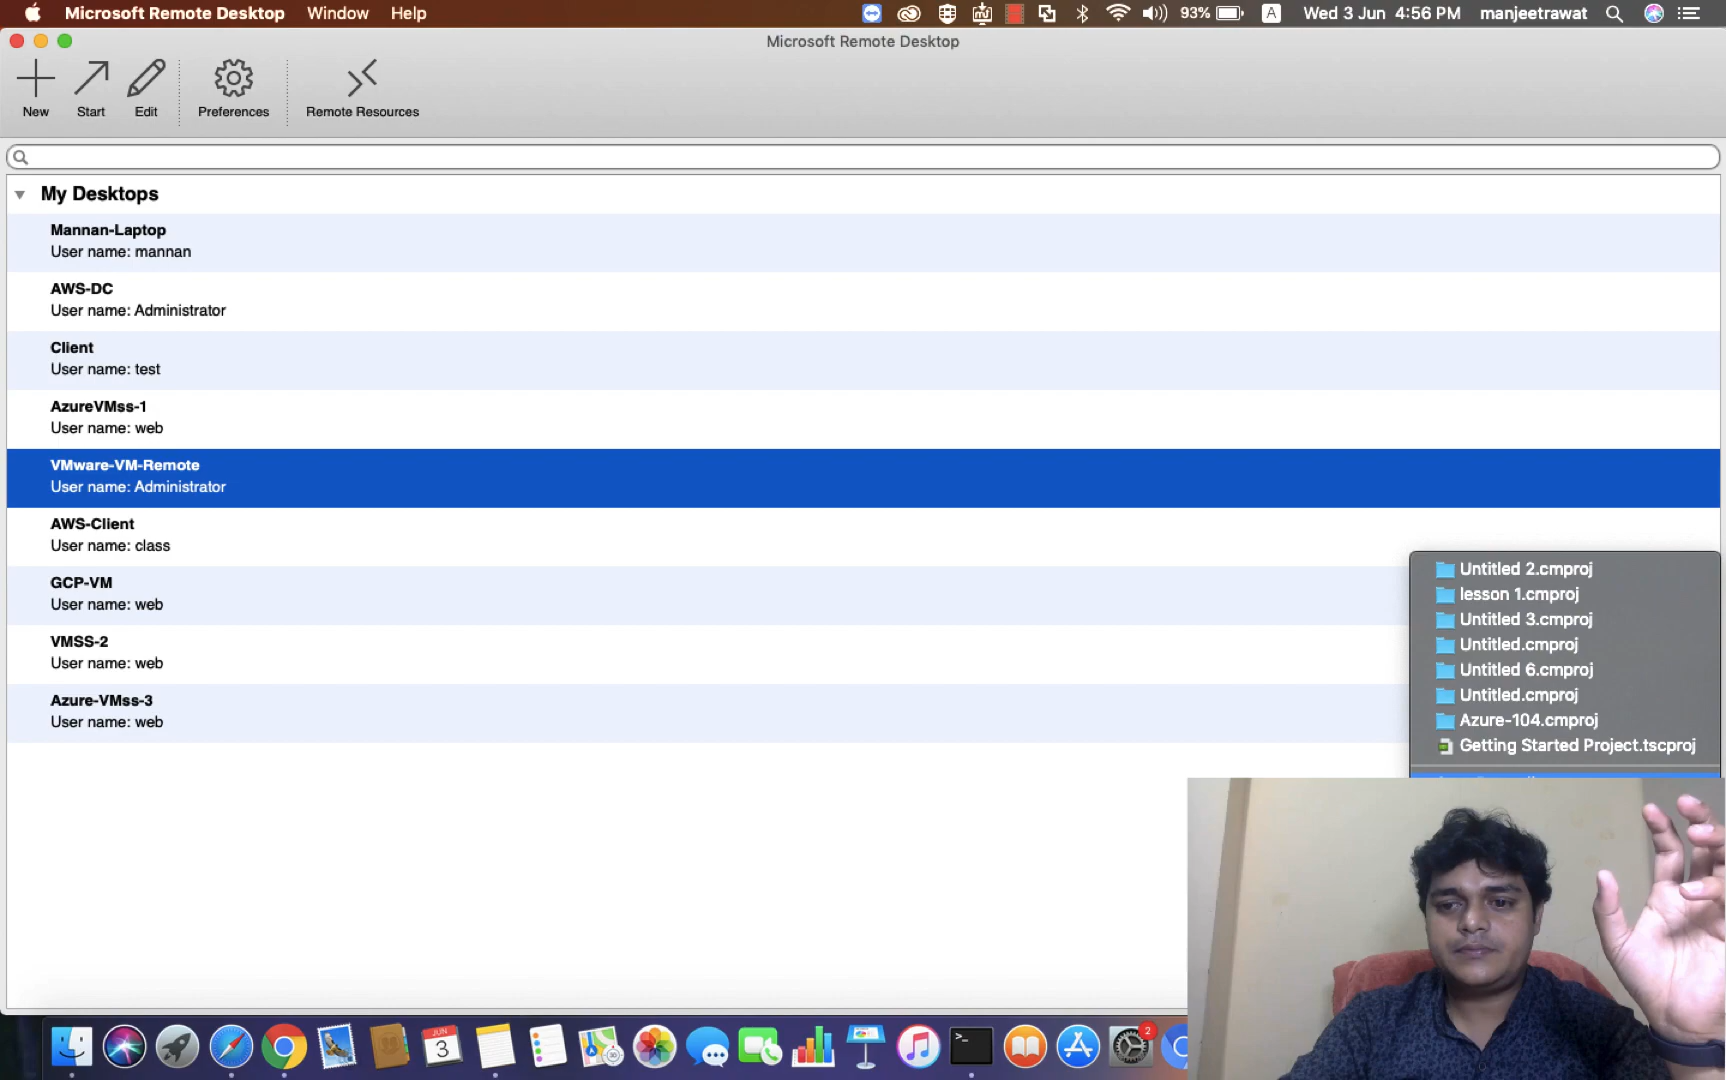 Microsoft Remote Desktop Window Help
93% A Wed 3 Jun 4:56 PM manjeetrawat
Microsoft Remote Desktop
New Start Edit Preferences Remote Resources
My Desktops
Mannan-Laptop
User name: mannan
AWS-DC
User name: Administrator
Client
User name: test
AzureVMss-1
User name: web
VMware-VM-Remote
User name: Administrator
AWS-Client
User name: class
GCP-VM
User name: web
VMSS-2
User name: web
Azure-VMss-3
User name: web
Untitled 2.cmproj
lesson 1.cmproj
Untitled 3.cmproj
Untitled.cmproj
Untitled 6.cmproj
Untitled.cmproj
Azure-104.cmproj
Getting Started Project.tscproj
JUN
3
2